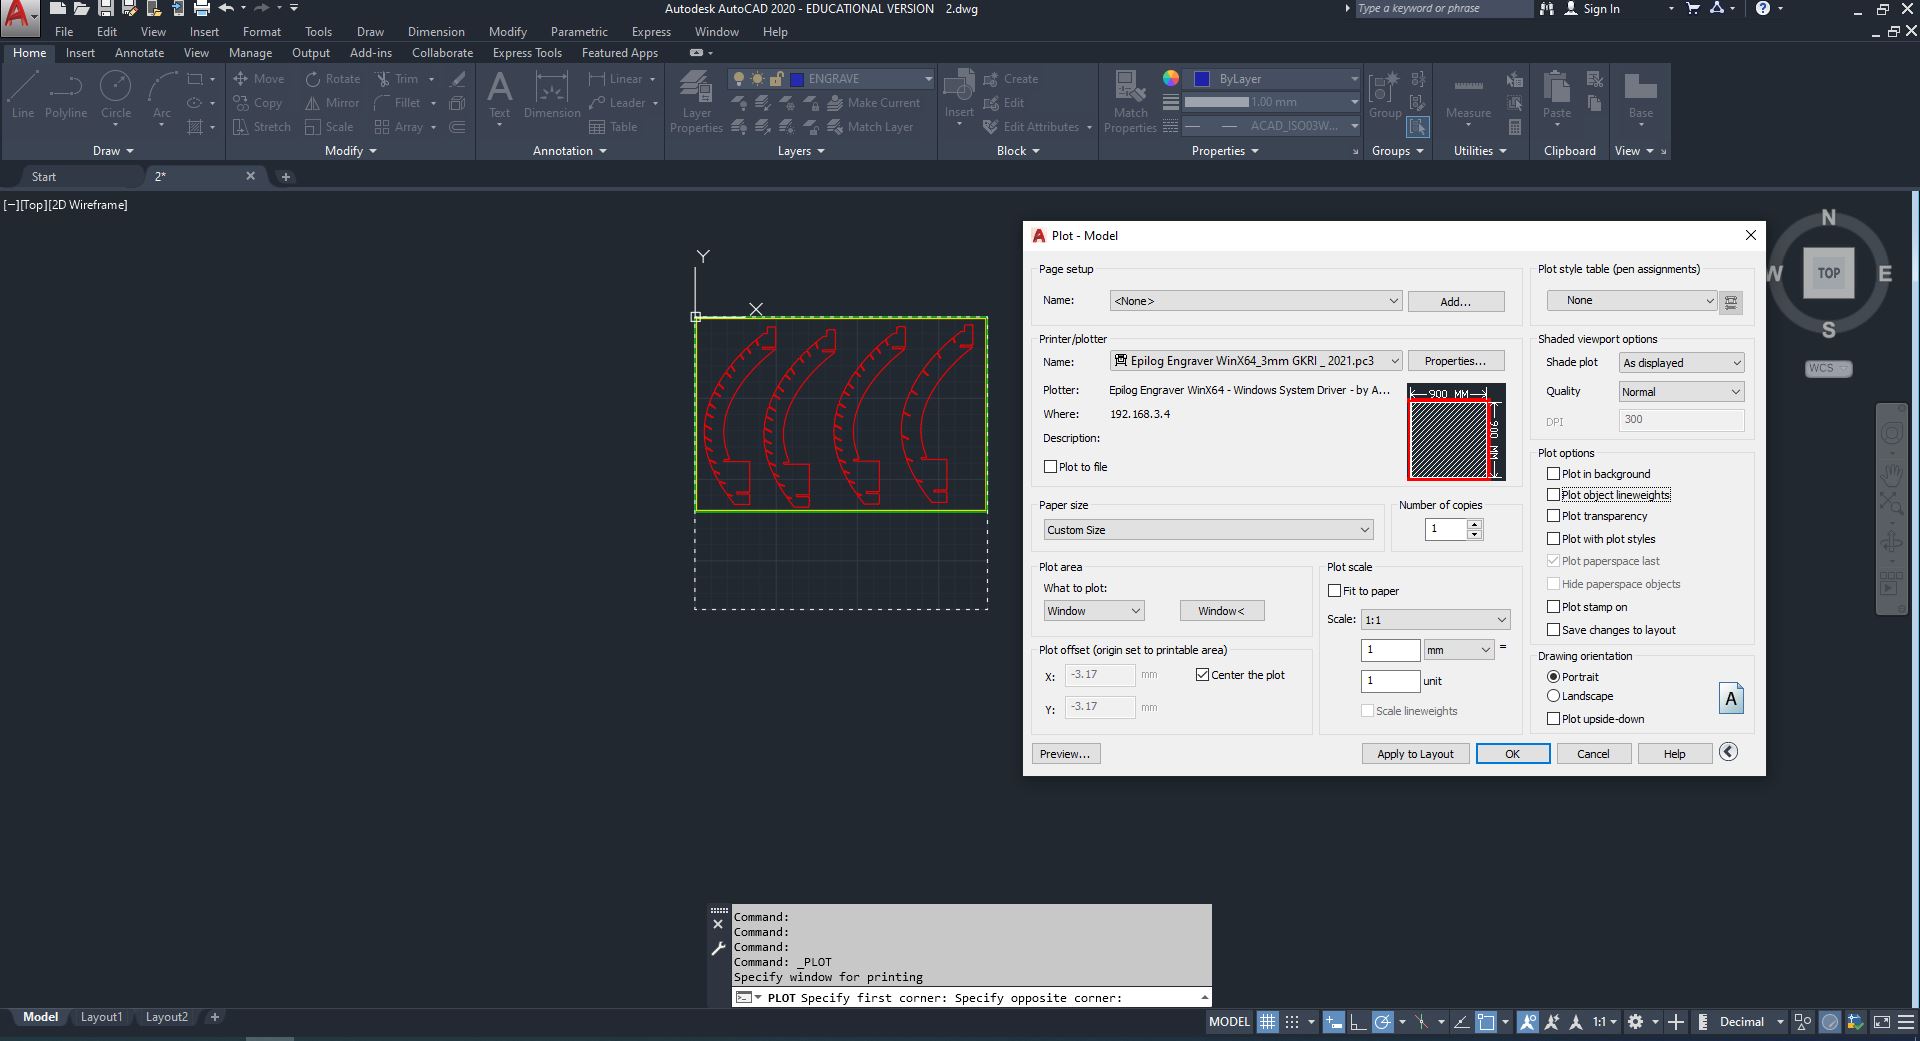 Autodesk AutoCAD 2020 - EDUCATIONAL VERSION 2.dwg
Type a keyword or phrase
Sign In
File Edit View Insert Format Tools Draw Dimension Modify Parametric Express Window Help
Home Insert Annotate View Manage Output Add-ins Collaborate Express Tools Featured Apps
Line Polyline Circle Arc
Draw
Move Rotate Trim
Copy Mirror Fillet
Stretch Scale Array
Modify
Text Dimension
Linear
Leader
Table
Annotation
Layer Properties
ENGRAVE
Make Current
Match Layer
Layers
Insert
Create
Edit
Edit Attributes
Block
Match Properties
ByLayer
1.00 mm
ACAD_ISO03W...
Properties
Group
Groups
Measure
Utilities
Paste
Clipboard
Base
View
Start
2*
[−][Top][2D Wireframe]
Y
X
N
W
TOP
E
S
WCS
Plot - Model
Page setup
Name: <None> Add...
Printer/plotter
Name: Epilog Engraver WinX64_3mm GKRI _ 2021.pc3 Properties...
Plotter: Epilog Engraver WinX64 - Windows System Driver - by A...
Where: 192.168.3.4
Description:
Plot to file
900 MM
900 MM
Paper size
Custom Size
Number of copies
1
Plot area
What to plot:
Window Window<
Plot offset (origin set to printable area)
X: -3.17 mm Center the plot
Y: -3.17 mm
Plot scale
Fit to paper
Scale: 1:1
1 mm =
1 unit
Scale lineweights
Plot style table (pen assignments)
None
Shaded viewport options
Shade plot As displayed
Quality Normal
DPI 300
Plot options
Plot in background
Plot object lineweights
Plot transparency
Plot with plot styles
Plot paperspace last
Hide paperspace objects
Plot stamp on
Save changes to layout
Drawing orientation
Portrait
Landscape
Plot upside-down
A
Preview... Apply to Layout OK Cancel Help
Command:
Command:
Command:
Command: _PLOT
Specify window for printing
PLOT Specify first corner: Specify opposite corner:
Model Layout1 Layout2
MODEL 1:1 Decimal